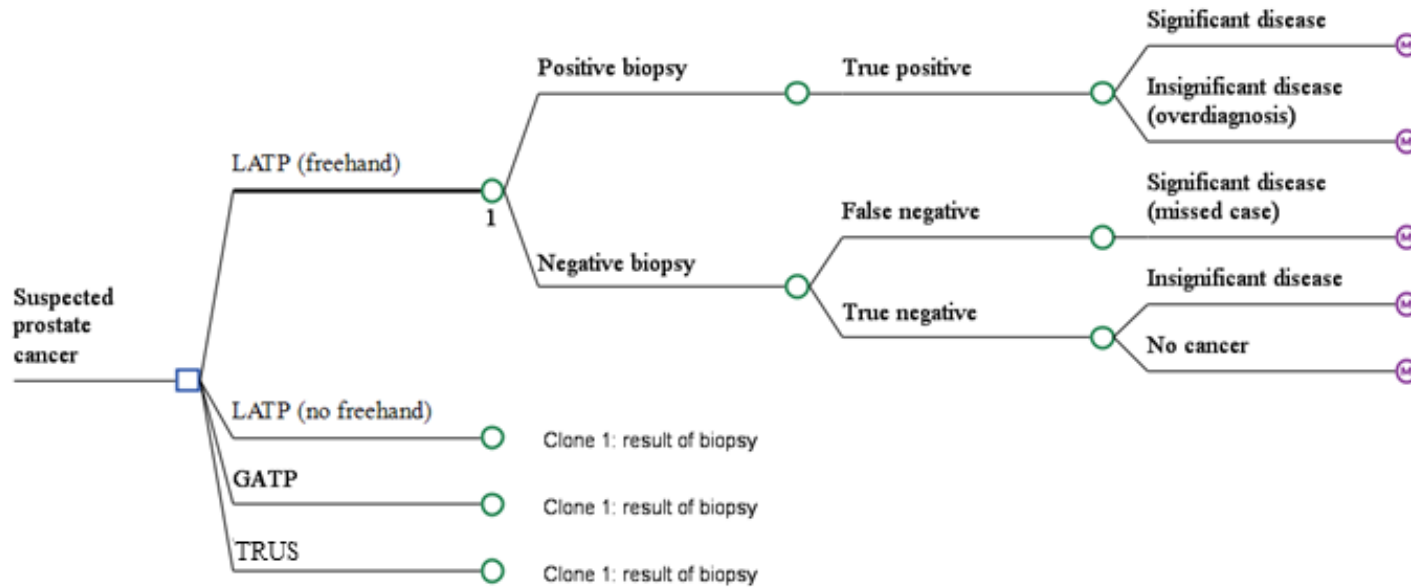 Significant disease
Positive biopsy
True positive
Insignificant disease
(overdiagnosis)
LATP (freehand)
1
Significant disease
(missed case)
False negative
Negative biopsy
Insignificant disease
True negative
No cancer
Suspected
prostate
cancer
LATP (no freehand)
Clone 1: result of biopsy
GATP
Clone 1: result of biopsy
TRUS
Clone 1: result of biopsy
M
M
M
M
M